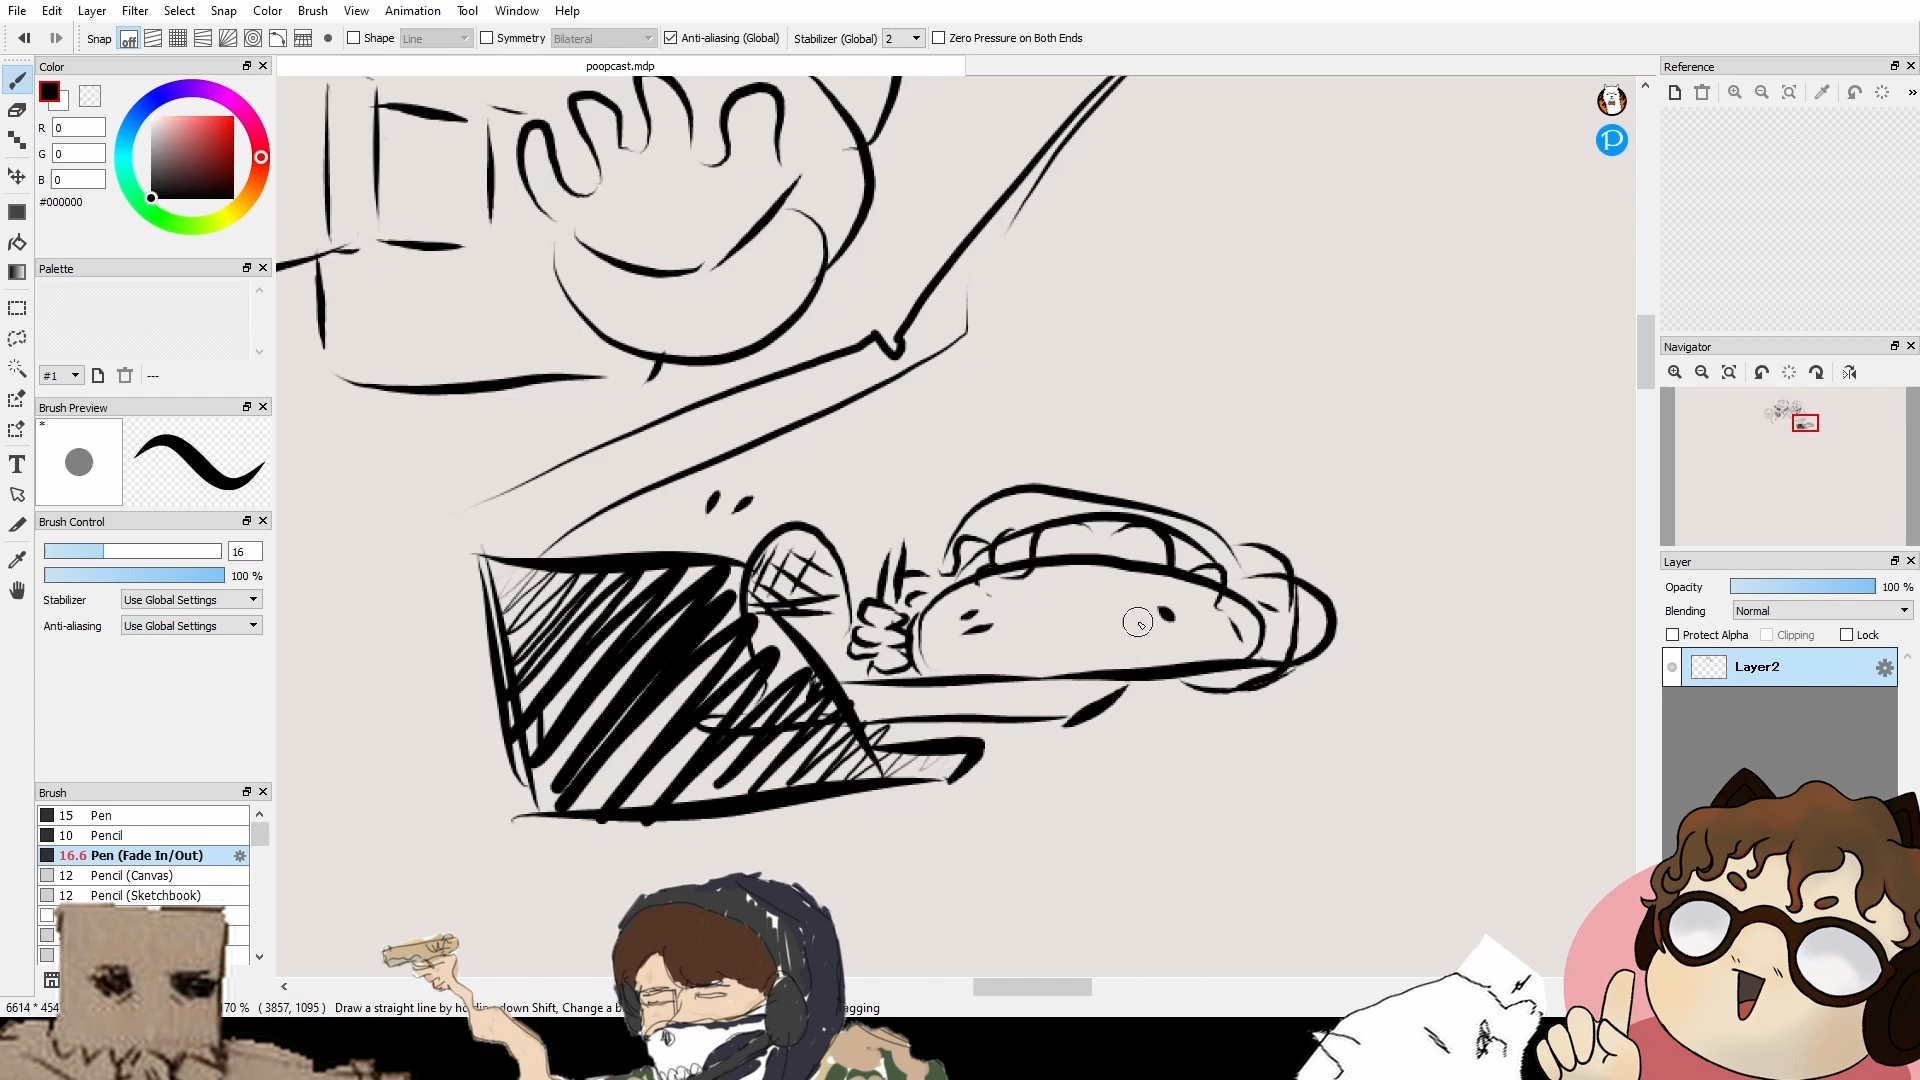 File Edit Layer Filter Select Snap Color Brush View Animation Tool Window Help
Snap off Shape Line Symmetry Bilateral Anti-aliasing (Global) Stabilizer (Global) 2 Zero Pressure on Both Ends
Color
poopcast.mdp
Reference
R 0
G 0
B 0
#000000
Palette
#1 ---
Navigator
Brush Preview
*
Brush Control
16
100 %
Stabilizer Use Global Settings
Anti-aliasing Use Global Settings
Layer
Opacity 100 %
Blending Normal
Protect Alpha Clipping Lock
Layer2
Brush
15 Pen
10 Pencil
16.6 Pen (Fade In/Out)
12 Pencil (Canvas)
12 Pencil (Sketchbook)
70 % ( 3857, 1095 ) Draw a straight line by
down Shift, Change a